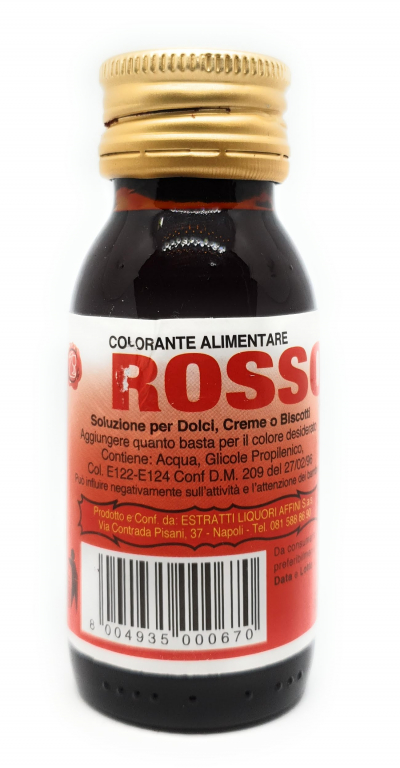 COLORANTE ALIMENTARE
ROSSO
Soluzione per Dolci, Creme o Biscotti
Aggiungere quanto basta per il colore desiderato
Contiene: Acqua, Glicole Propilenico,
Col. E122-E124 Conf D.M. 209 del 27/02/96
Può influire negativamente sull'attività e l'attenzione dei
Prodotto e Conf. da: ESTRATTI LIQUORI AFFINI S.a.s.
Via Contrada Pisani, 37 - Napoli - Tel. 081 588
Da
Data e
8 004935 000670